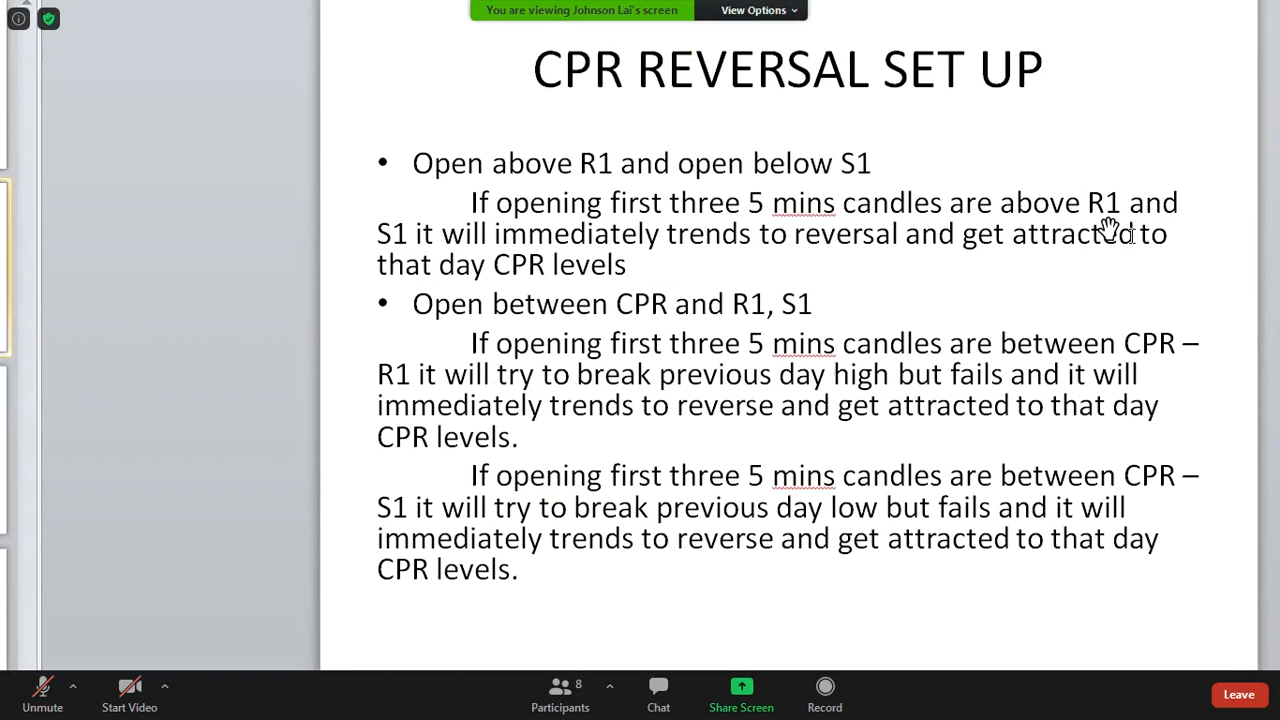 You are viewing Johnson Lai's screen
View Options
CPR REVERSAL SET UP
• Open above R1 and open below S1
If opening first three 5 mins candles are above R1 and
S1 it will immediately trends to reversal and get attracted to
that day CPR levels
• Open between CPR and R1, S1
If opening first three 5 mins candles are between CPR –
R1 it will try to break previous day high but fails and it will
immediately trends to reverse and get attracted to that day
CPR levels.
If opening first three 5 mins candles are between CPR –
S1 it will try to break previous day low but fails and it will
immediately trends to reverse and get attracted to that day
CPR levels.
8
Unmute
Start Video
Participants
Chat
Share Screen
Record
Leave